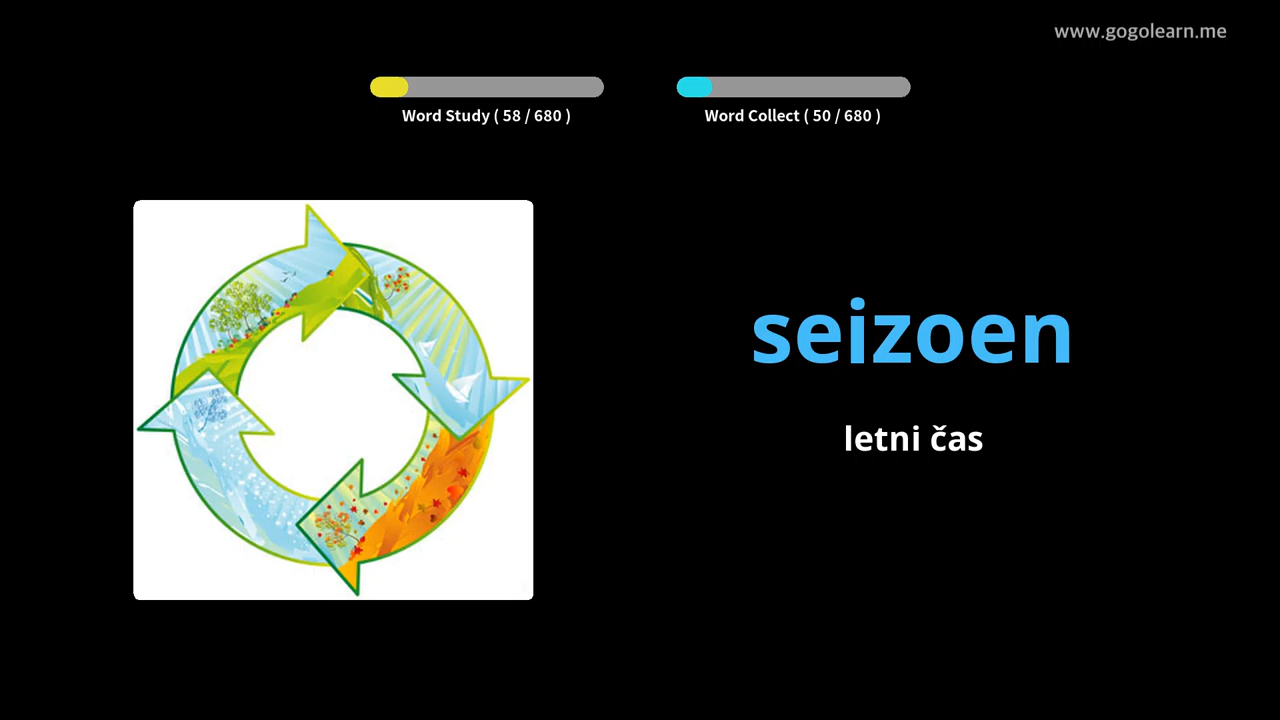 www.gogolearn.me
Word Study ( 58 / 680 )
Word Collect ( 50 / 680 )
seizoen
letni čas